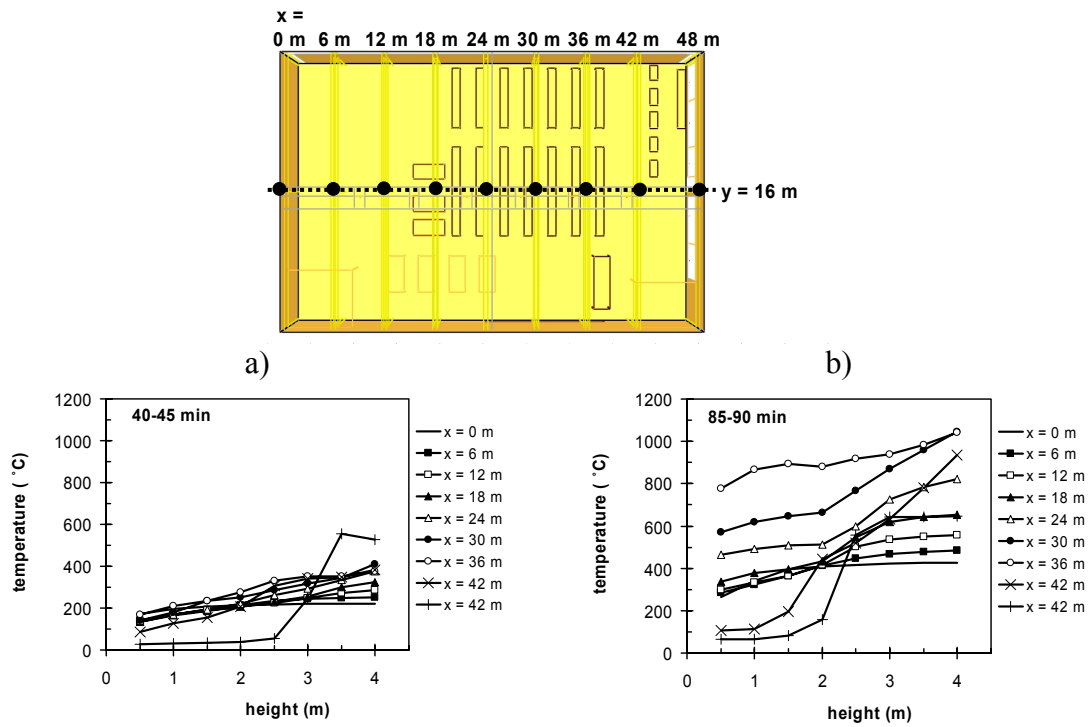 x =
0 m 6 m 12 m 18 m 24 m 30 m 36 m 42 m 48 m
y = 16 m
a)
b)
1200
1000
800
600
400
200
0
temperature (˚C)
40-45 min
0 1 2 3 4
height (m)
x = 0 m
x = 6 m
x = 12 m
x = 18 m
x = 24 m
x = 30 m
x = 36 m
x = 42 m
x = 42 m
1200
1000
800
600
400
200
0
temperature (˚C)
85-90 min
0 1 2 3 4
height (m)
x = 0 m
x = 6 m
x = 12 m
x = 18 m
x = 24 m
x = 30 m
x = 36 m
x = 42 m
x = 42 m